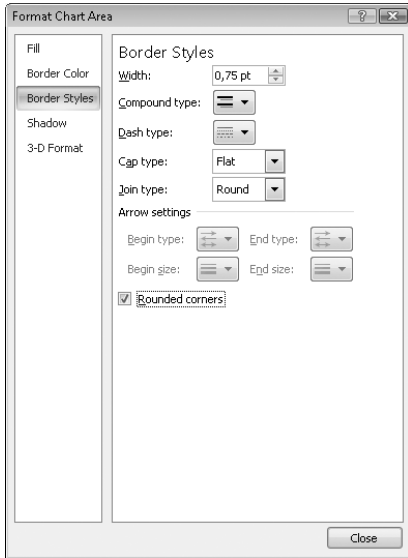 Format Chart Area
Fill
Border Color
Border Styles
Shadow
3-D Format
Border Styles
Width: 0,75 pt
Compound type:
Dash type:
Cap type: Flat
Join type: Round
Arrow settings
Begin type: End type:
Begin size: End size:
Rounded corners
Close